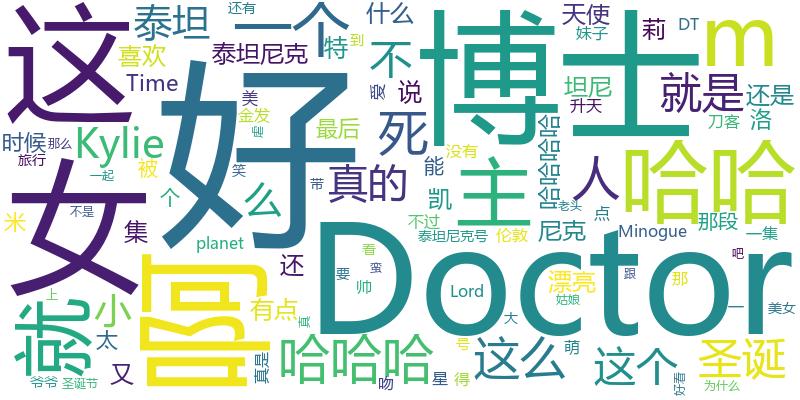 这
女
好
Doctor
博士
啊
哈哈
就
主
m
一个
泰坦
泰坦尼克
喜欢
Time
时候
Kylie
旅行
那么
一起
被
个
米
不是
集
planet
小
上
太
又
爷爷
圣诞节
还有
特
到
什么
不
说
爱
美
金发
虐
笑
最后
死
真的
能
没有
么
带
凯
不过
还
泰坦尼克号
有点
看
要
蛮
帅
真
哈哈哈
真是
吻
星
号
得
Lord
大
这么
萌
天使
妹子
莉
DT
坦尼
升天
就是
还是
洛
刀客
哈哈哈哈
人
老头
点
那段
尼克
Minogue
一集
伦敦
漂亮
姑娘
跟
那
吧
一
美女
这个
圣诞
好看
为什么